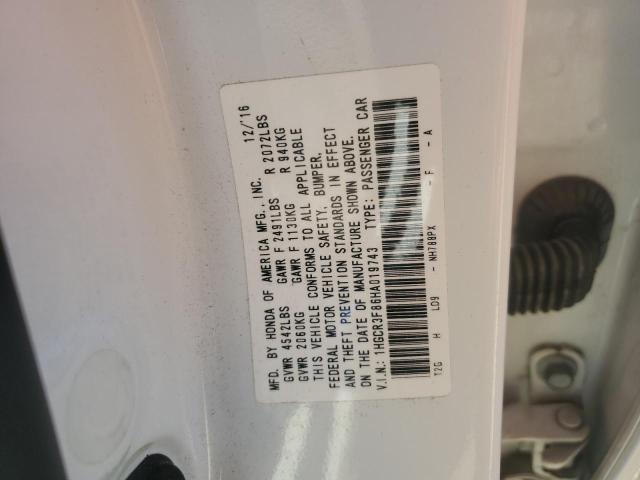 MFD. BY HONDA OF AMERICA MFG., INC. 12/'16
GVWR 4542LBS GAWR F 2491LBS R 2072LBS
GVWR 2060KG GAWR F 1130KG R 940KG
THIS VEHICLE CONFORMS TO ALL APPLICABLE
FEDERAL MOTOR VEHICLE SAFETY, BUMPER,
AND THEFT PREVENTION STANDARDS IN EFFECT
ON THE DATE OF MANUFACTURE SHOWN ABOVE.
V.I.N.: 1HGCR3F86HA019743 TYPE: PASSENGER CAR
T2G H LD9 - NH788PX - F - A